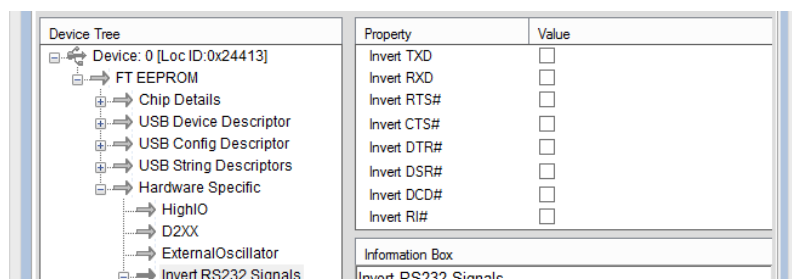 Device Tree
Device: 0 [Loc ID:0x24413]
FT EEPROM
Chip Details
USB Device Descriptor
USB Config Descriptor
USB String Descriptors
Hardware Specific
HighIO
D2XX
ExternalOscillator
Invert RS232 Signals
Property Value
Invert TXD
Invert RXD
Invert RTS#
Invert CTS#
Invert DTR#
Invert DSR#
Invert DCD#
Invert RI#
Information Box
Invert RS232 Signals